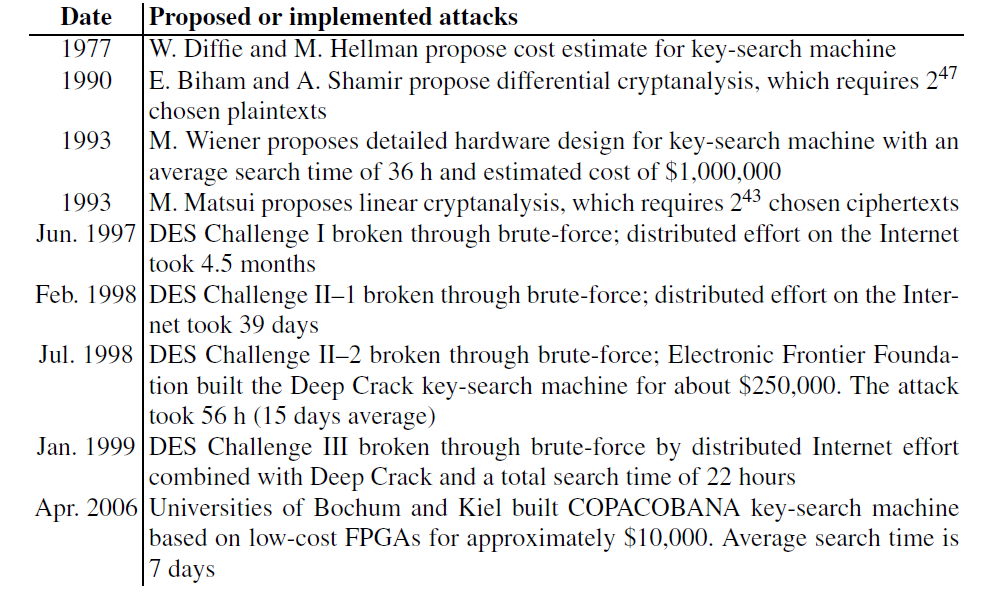 Date Proposed or implemented attacks
1977 W. Diffie and M. Hellman propose cost estimate for key-search machine
1990 E. Biham and A. Shamir propose differential cryptanalysis, which requires 2^47
chosen plaintexts
1993 M. Wiener proposes detailed hardware design for key-search machine with an
average search time of 36 h and estimated cost of $1,000,000
1993 M. Matsui proposes linear cryptanalysis, which requires 2^43 chosen ciphertexts
Jun. 1997 DES Challenge I broken through brute-force; distributed effort on the Internet
took 4.5 months
Feb. 1998 DES Challenge II–1 broken through brute-force; distributed effort on the Inter-
net took 39 days
Jul. 1998 DES Challenge II–2 broken through brute-force; Electronic Frontier Founda-
tion built the Deep Crack key-search machine for about $250,000. The attack
took 56 h (15 days average)
Jan. 1999 DES Challenge III broken through brute-force by distributed Internet effort
combined with Deep Crack and a total search time of 22 hours
Apr. 2006 Universities of Bochum and Kiel built COPACOBANA key-search machine
based on low-cost FPGAs for approximately $10,000. Average search time is
7 days